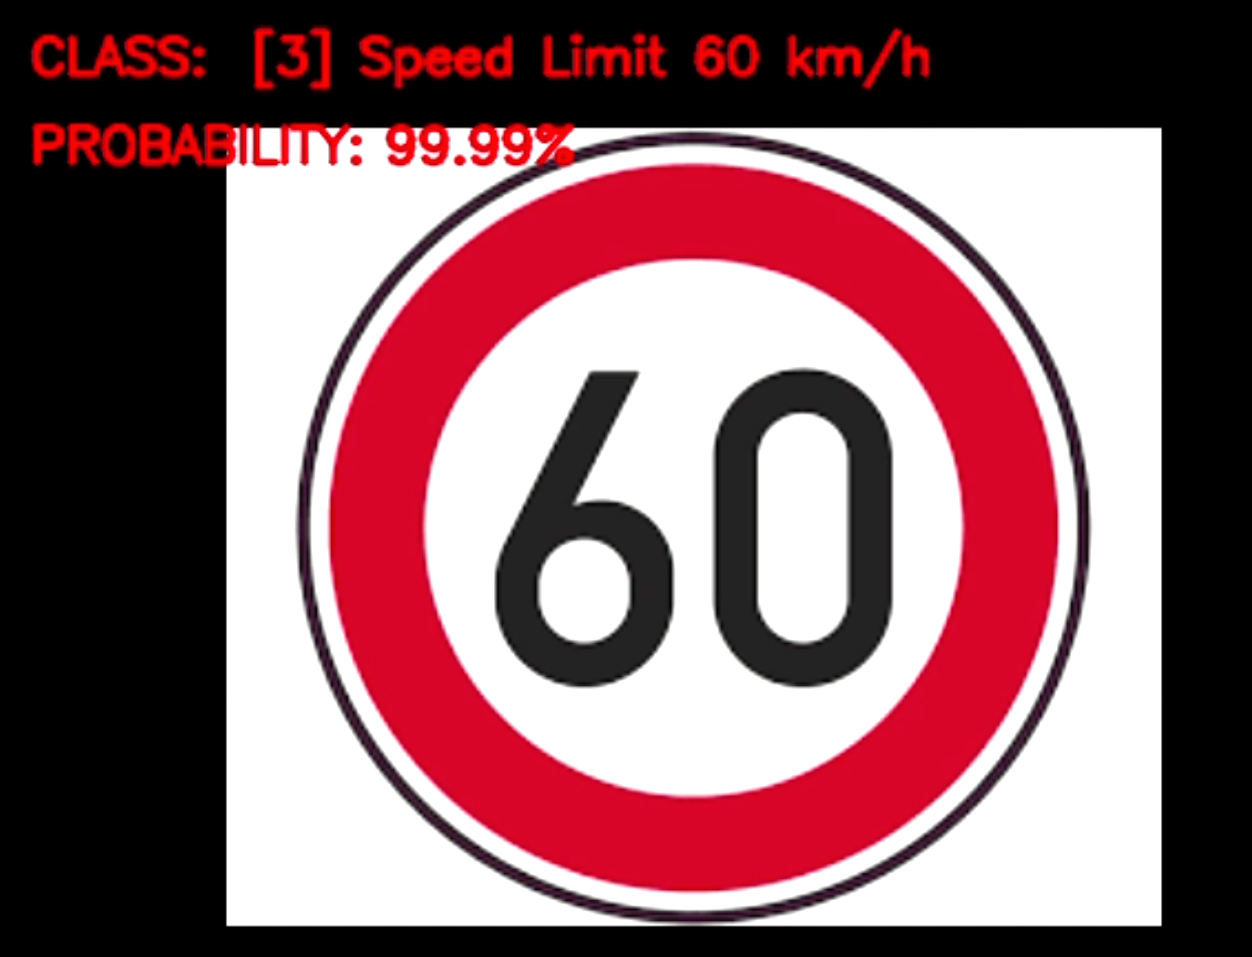 CLASS: [3] Speed Limit 60 km/h
PROBABILITY: 99.99%
60